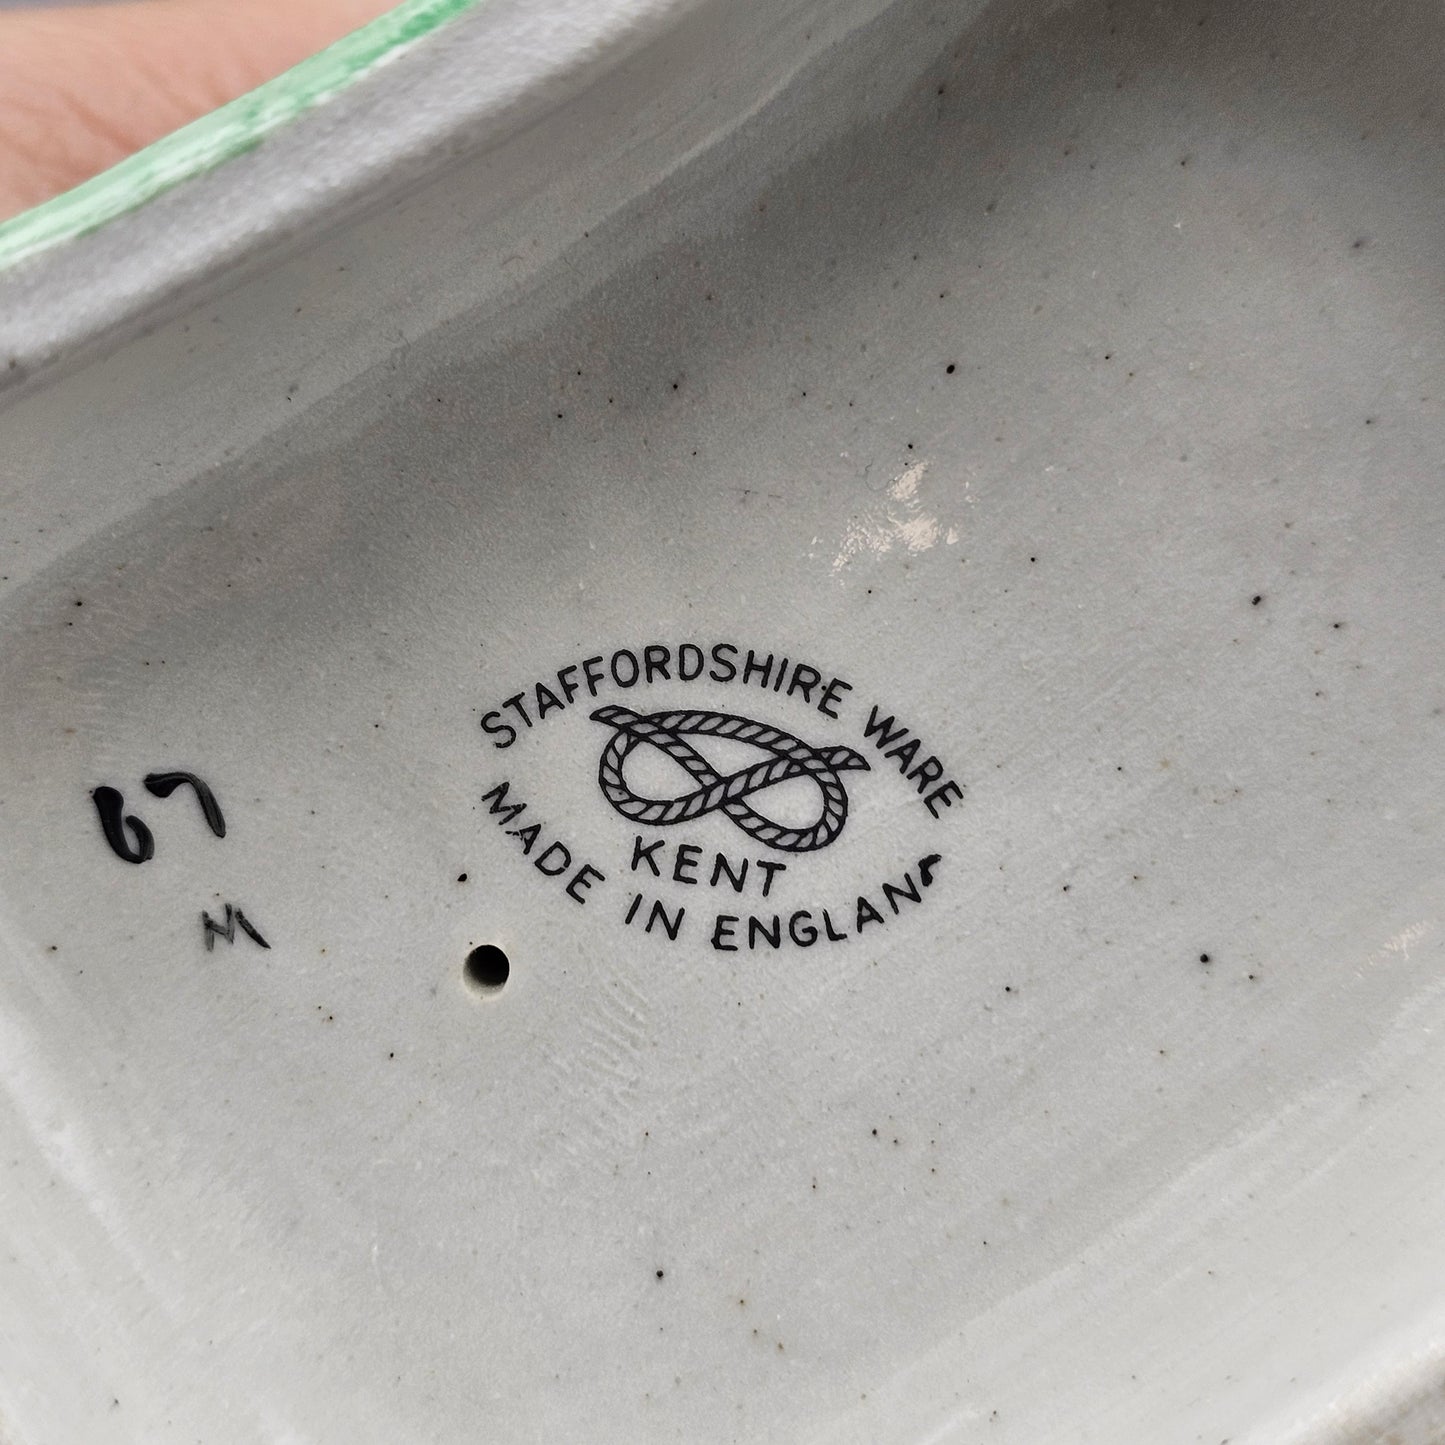 STAFFORDSHIRE WARE
KENT
MADE IN ENGLAND
67
M